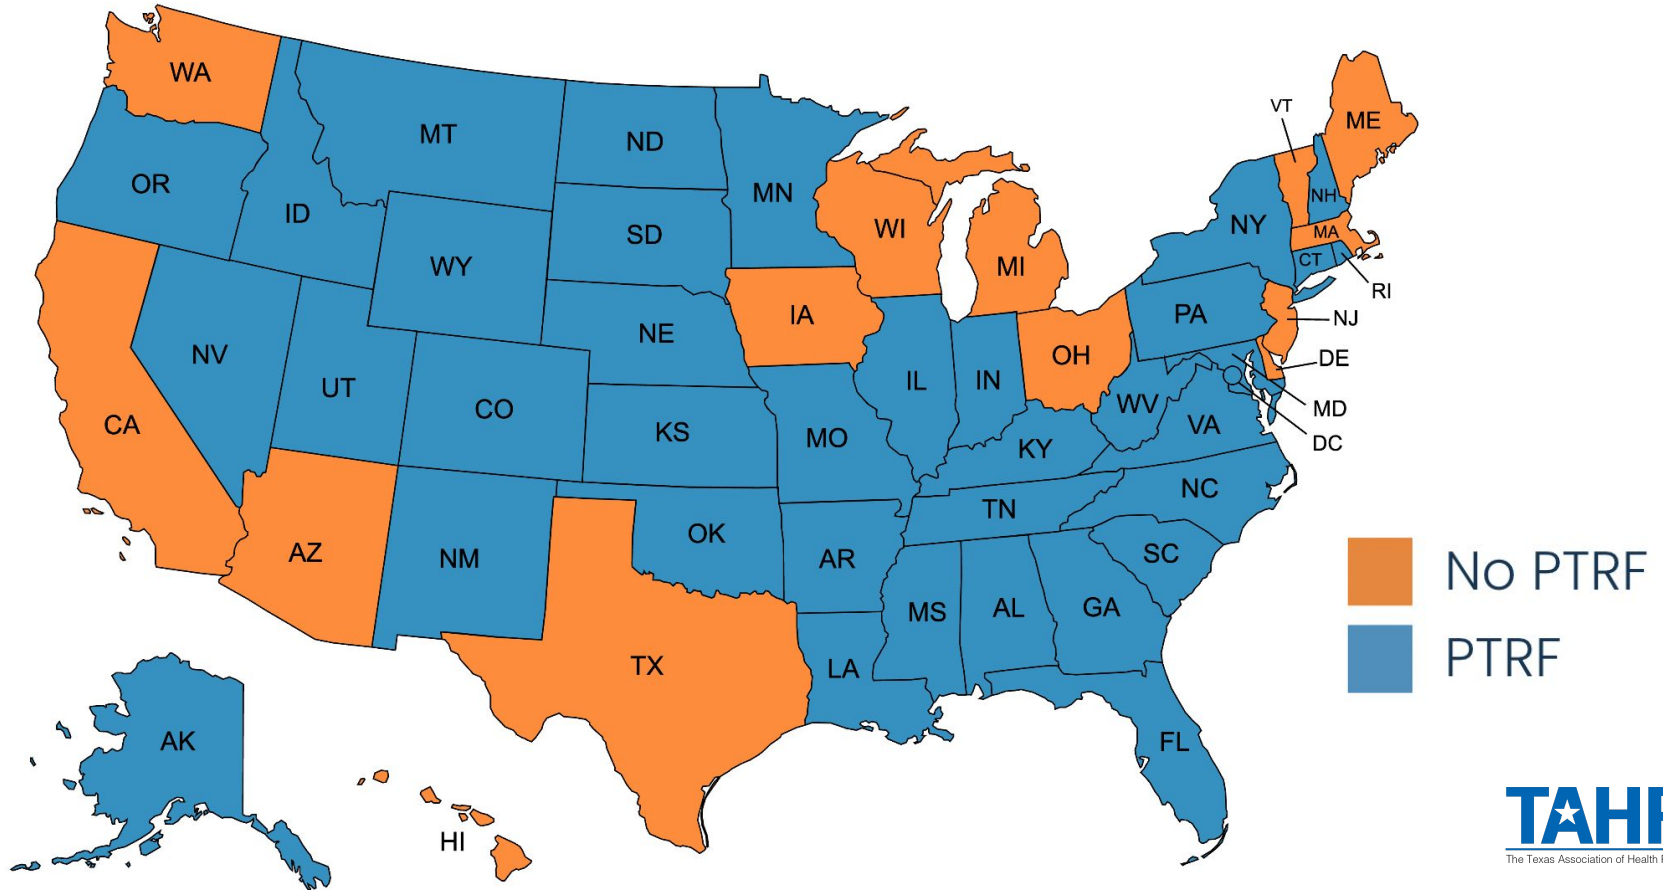 WA
MT
ND
MN
OR
ID
SD
WY
WI
MI
VT
ME
NH
NY
MA
CT
RI
NJ
DE
MD
DC
PA
IA
NE
NV
UT
CO
CA
KS
MO
IL
IN
OH
WV
VA
KY
NC
TN
SC
AZ
NM
OK
AR
MS
AL
GA
TX
LA
FL
AK
HI
No PTRF
PTRF
TAHP
The Texas Association of Health